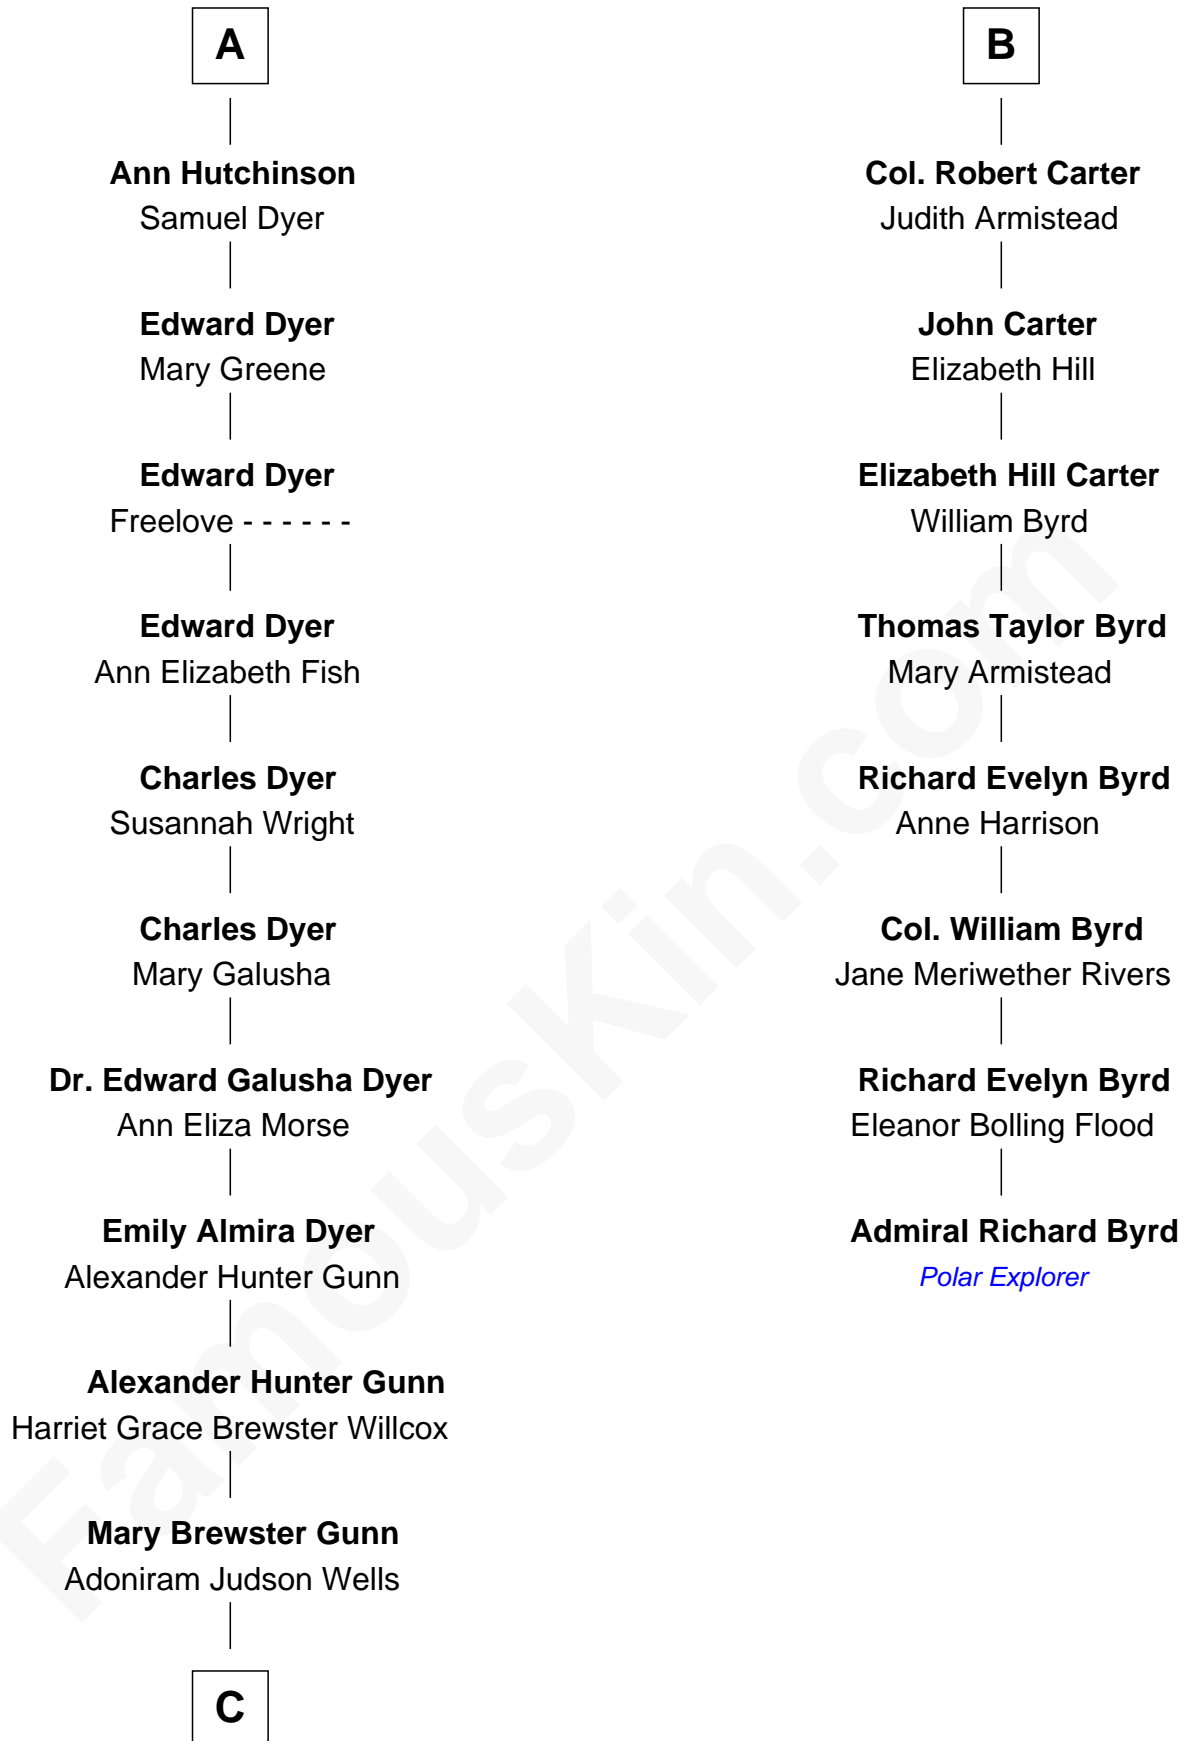 A
Ann Hutchinson
Samuel Dyer
Edward Dyer
Mary Greene
Edward Dyer
Freelove - - - - - -
Edward Dyer
Ann Elizabeth Fish
Charles Dyer
Susannah Wright
Charles Dyer
Mary Galusha
Dr. Edward Galusha Dyer
Ann Eliza Morse
Emily Almira Dyer
Alexander Hunter Gunn
Alexander Hunter Gunn
Harriet Grace Brewster Willcox
Mary Brewster Gunn
Adoniram Judson Wells
C
B
Col. Robert Carter
Judith Armistead
John Carter
Elizabeth Hill
Elizabeth Hill Carter
William Byrd
Thomas Taylor Byrd
Mary Armistead
Richard Evelyn Byrd
Anne Harrison
Col. William Byrd
Jane Meriwether Rivers
Richard Evelyn Byrd
Eleanor Bolling Flood
Admiral Richard Byrd
Polar Explorer
FamousKin.com